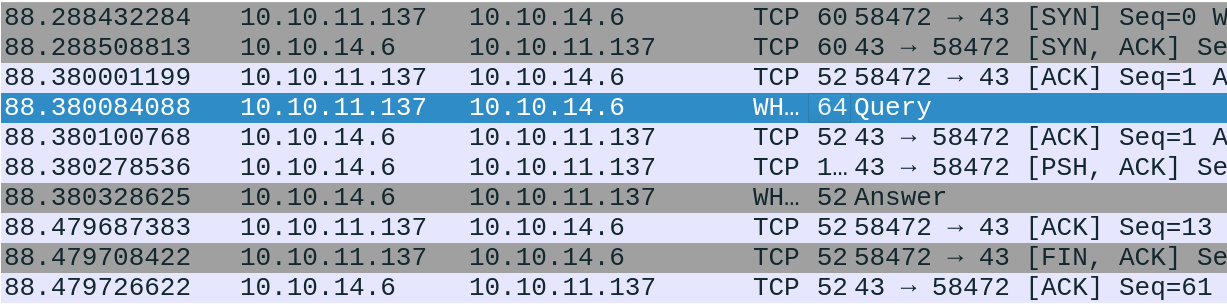 88.288432284 10.10.11.137 10.10.14.6 TCP 60 58472 → 43 [SYN] Seq=0 W
88.288508813 10.10.14.6 10.10.11.137 TCP 60 43 → 58472 [SYN, ACK] Se
88.380001199 10.10.11.137 10.10.14.6 TCP 52 58472 → 43 [ACK] Seq=1 A
88.380084088 10.10.11.137 10.10.14.6 WH… 64 Query
88.380100768 10.10.14.6 10.10.11.137 TCP 52 43 → 58472 [ACK] Seq=1 A
88.380278536 10.10.14.6 10.10.11.137 TCP 1… 43 → 58472 [PSH, ACK] Se
88.380328625 10.10.14.6 10.10.11.137 WH… 52 Answer
88.479687383 10.10.11.137 10.10.14.6 TCP 52 58472 → 43 [ACK] Seq=13
88.479708422 10.10.11.137 10.10.14.6 TCP 52 58472 → 43 [FIN, ACK] Se
88.479726622 10.10.14.6 10.10.11.137 TCP 52 43 → 58472 [ACK] Seq=61